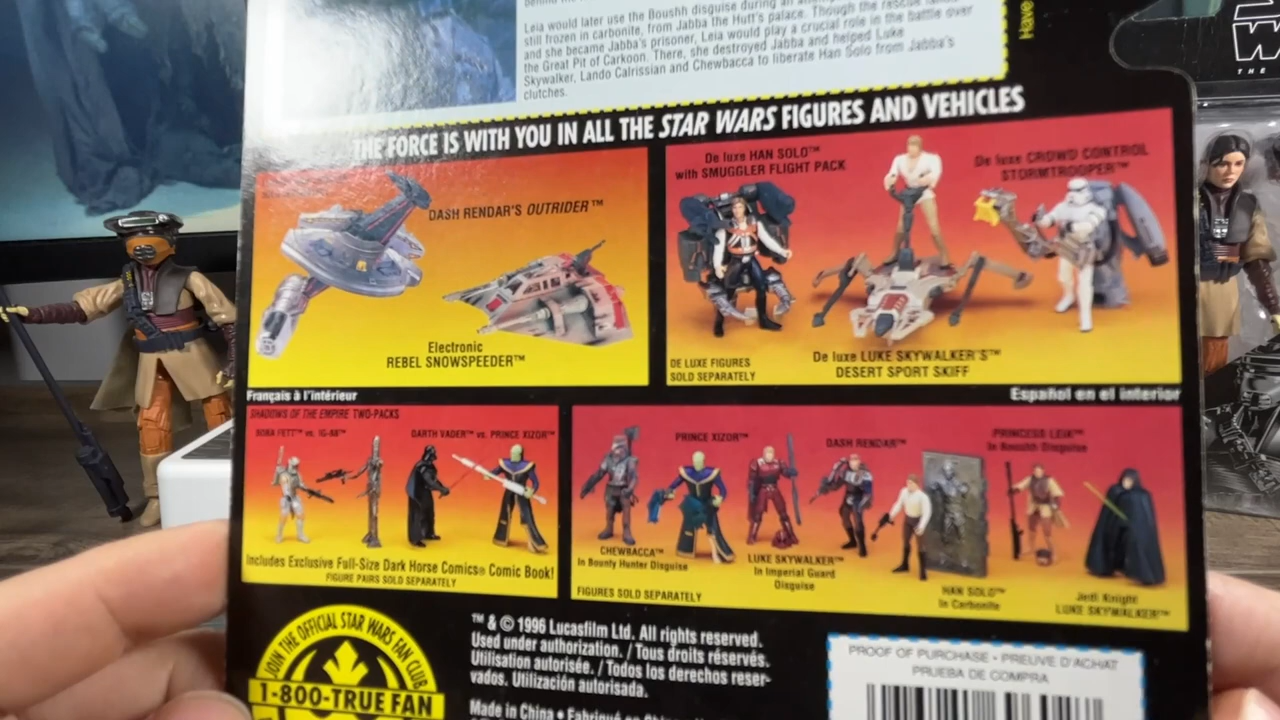 Leia would later use the Boushh disguise during an
still frozen in carbonite, from Jabba the Hutt's palace. Though the rescue
and she became Jabba's prisoner, Leia would play a crucial role in the battle over
the Great Pit of Carkoon. There, she destroyed Jabba and helped Luke
Skywalker, Lando Calrissian and Chewbacca to liberate Han Solo from Jabba's
clutches.
Have
THE
THE FORCE IS WITH YOU IN ALL THE STAR WARS FIGURES AND VEHICLES
DASH RENDAR'S OUTRIDER™
Electronic
REBEL SNOWSPEEDER™
De luxe HAN SOLO™
with SMUGGLER FLIGHT PACK
De luxe CROWD CONTROL
STORMTROOPER™
DE LUXE FIGURES
SOLD SEPARATELY
De luxe LUKE SKYWALKER'S™
DESERT SPORT SKIFF
Français à l'intérieur
Español en el interior
SHADOWS OF THE EMPIRE TWO-PACKS
BOBA FETT™ vs. IG-88™
DARTH VADER™ vs. PRINCE XIZOR™
Includes Exclusive Full-Size Dark Horse Comics® Comic Book!
FIGURE PAIRS SOLD SEPARATELY
PRINCE XIZOR™
DASH RENDAR™
PRINCESS LEIA™
in Boushh Disguise
CHEWBACCA™
in Bounty Hunter Disguise
LUKE SKYWALKER™
in Imperial Guard
Disguise
HAN SOLO™
in Carbonite
Jedi Knight
LUKE SKYWALKER™
FIGURES SOLD SEPARATELY
JOIN THE OFFICIAL STAR WARS FAN CLUB
1-800-TRUE FAN
™ & © 1996 Lucasfilm Ltd. All rights reserved.
Used under authorization. / Tous droits réservés.
Utilisation autorisée. / Todos los derechos reser-
vados. Utilización autorisada.
Made in China • Fabriqué en
PROOF OF PURCHASE • PREUVE D'ACHAT
PRUEBA DE COMPRA